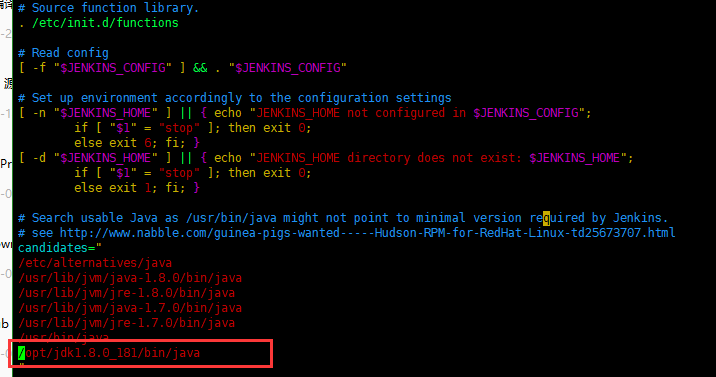 # Source function library.
. /etc/init.d/functions
# Read config
[ -f "$JENKINS_CONFIG" ] && . "$JENKINS_CONFIG"
# Set up environment accordingly to the configuration settings
[ -n "$JENKINS_HOME" ] || { echo "JENKINS_HOME not configured in $JENKINS_CONFIG";
if [ "$1" = "stop" ]; then exit 0;
else exit 6; fi; }
[ -d "$JENKINS_HOME" ] || { echo "JENKINS_HOME directory does not exist: $JENKINS_HOME";
if [ "$1" = "stop" ]; then exit 0;
else exit 1; fi; }
# Search usable Java as /usr/bin/java might not point to minimal version required by Jenkins.
# see http://www.nabble.com/guinea-pigs-wanted-----Hudson-RPM-for-RedHat-Linux-td25673707.html
candidates="
/etc/alternatives/java
/usr/lib/jvm/java-1.8.0/bin/java
/usr/lib/jvm/jre-1.8.0/bin/java
/usr/lib/jvm/java-1.7.0/bin/java
/usr/lib/jvm/jre-1.7.0/bin/java
/usr/bin/java
/opt/jdk1.8.0_181/bin/java
"